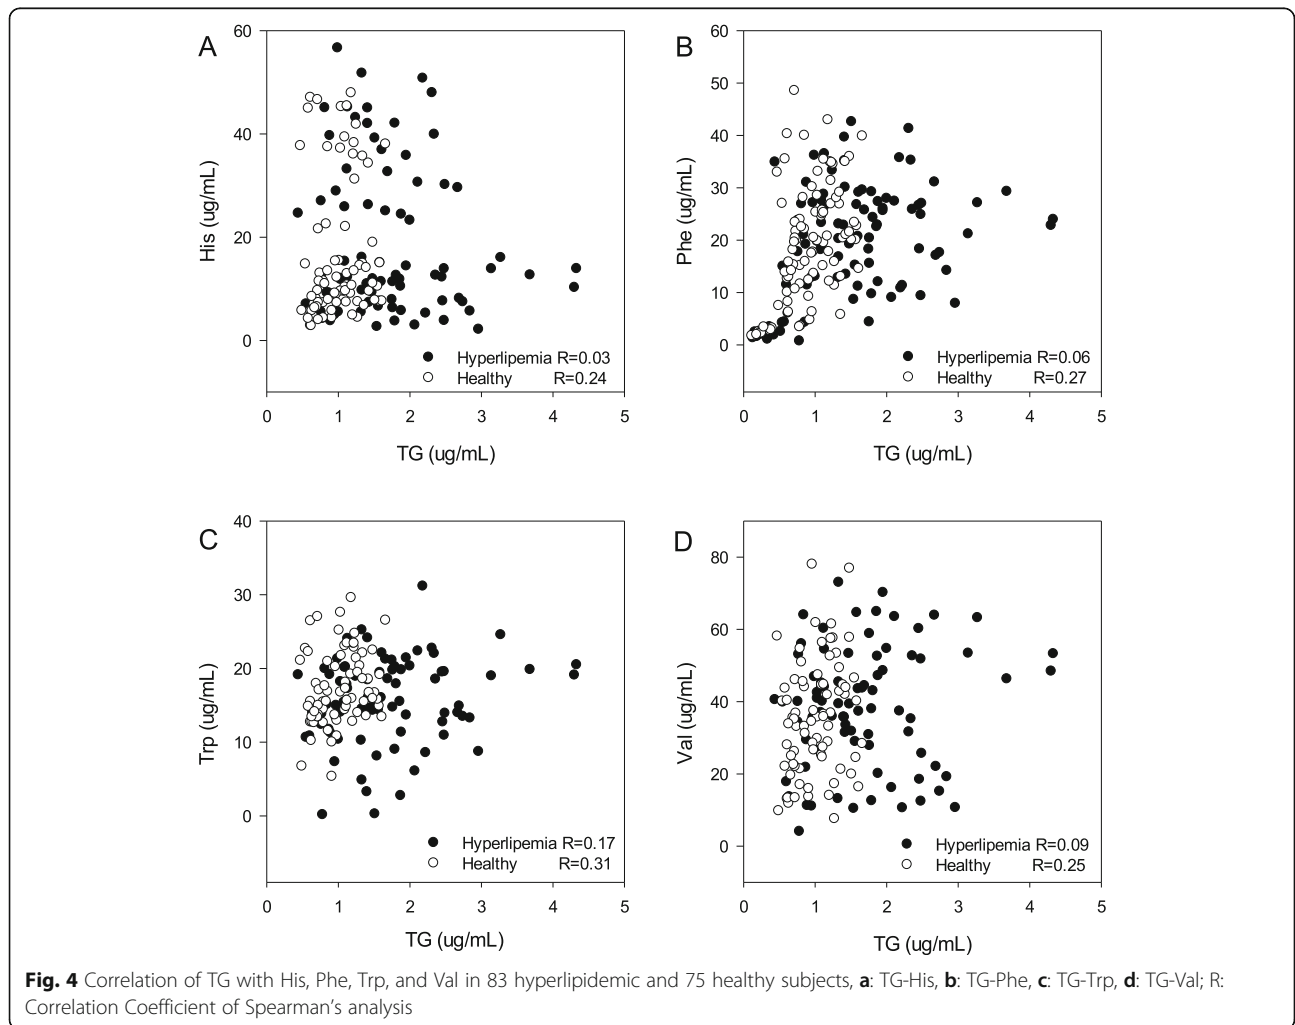 A
60
40
20
0
His (ug/mL)
Hyperlipemia R=0.03
Healthy R=0.24
0 1 2 3 4 5
TG (ug/mL)
B
60
50
40
30
20
10
0
Phe (ug/mL)
Hyperlipemia R=0.06
Healthy R=0.27
0 1 2 3 4 5
TG (ug/mL)
C
40
30
20
10
0
Trp (ug/mL)
Hyperlipemia R=0.17
Healthy R=0.31
0 1 2 3 4 5
TG (ug/mL)
D
80
60
40
20
0
Val (ug/mL)
Hyperlipemia R=0.09
Healthy R=0.25
0 1 2 3 4 5
TG (ug/mL)
Fig. 4 Correlation of TG with His, Phe, Trp, and Val in 83 hyperlipidemic and 75 healthy subjects, a: TG-His, b: TG-Phe, c: TG-Trp, d: TG-Val; R:
Correlation Coefficient of Spearman's analysis